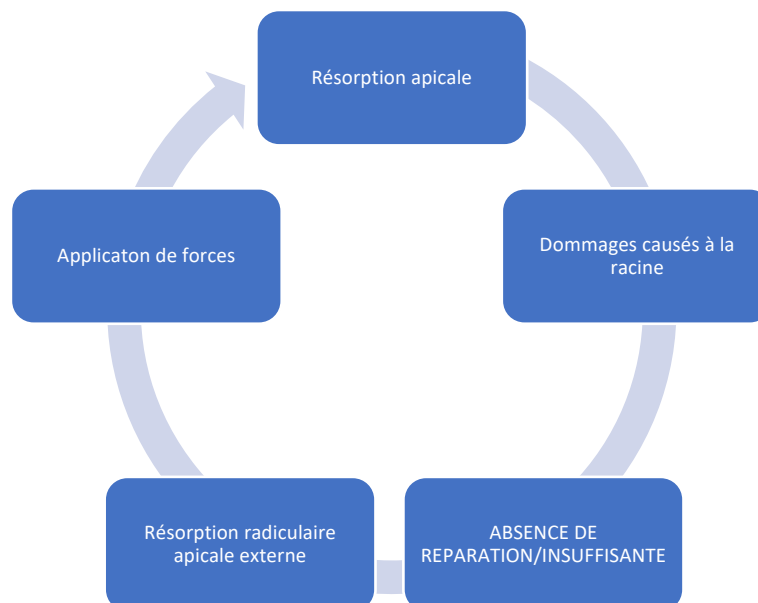 Résorption apicale
Dommages causés à la
racine
ABSENCE DE
REPARATION/INSUFFISANTE
Résorption radiculaire
apicale externe
Applicaton de forces